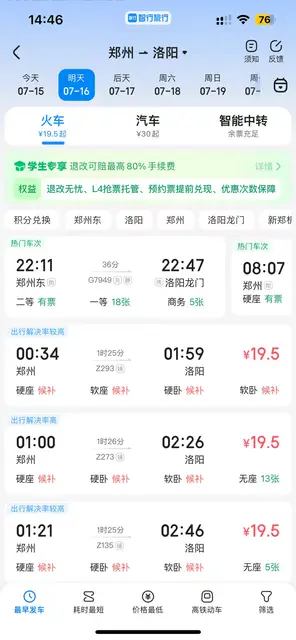 14:46
智行旅行
76
郑州 – 洛阳
须知
反馈
今天 明天 后天 周六 周日 周
07-15 07-16 07-17 07-18 07-19 07-
火车 汽车 智能中转
¥19.5起 ¥30起 余票充足
学生专享 退改可赔最高80%手续费 详情
权益 退改无忧、L4抢票托管、预约票提前兑现、优惠次数保障
积分兑换 郑州东 洛阳 郑州 洛阳龙门 新郑机
热门车次
22:11 36分 22:47
郑州东 G7949 洛阳龙门
二等 有票 一等 18张 商务 5张
热门车次
08:07
郑州
硬座 有票
出行解决率较高
00:34 1时25分 01:59 ¥19.5
郑州 Z293 洛阳
硬座 候补 软座 候补 硬卧 候补 软卧 候补
出行解决率高
01:00 1时26分 02:26 ¥19.5
郑州 Z273 洛阳
硬座 候补 硬卧 候补 软卧 候补 无座 13张
出行解决率较高
01:21 1时25分 02:46 ¥19.5
郑州 Z135 洛阳
硬座 候补 硬卧 候补 软卧 候补 无座 5张
最早发车 耗时最短 价格最低 高铁动车 筛选